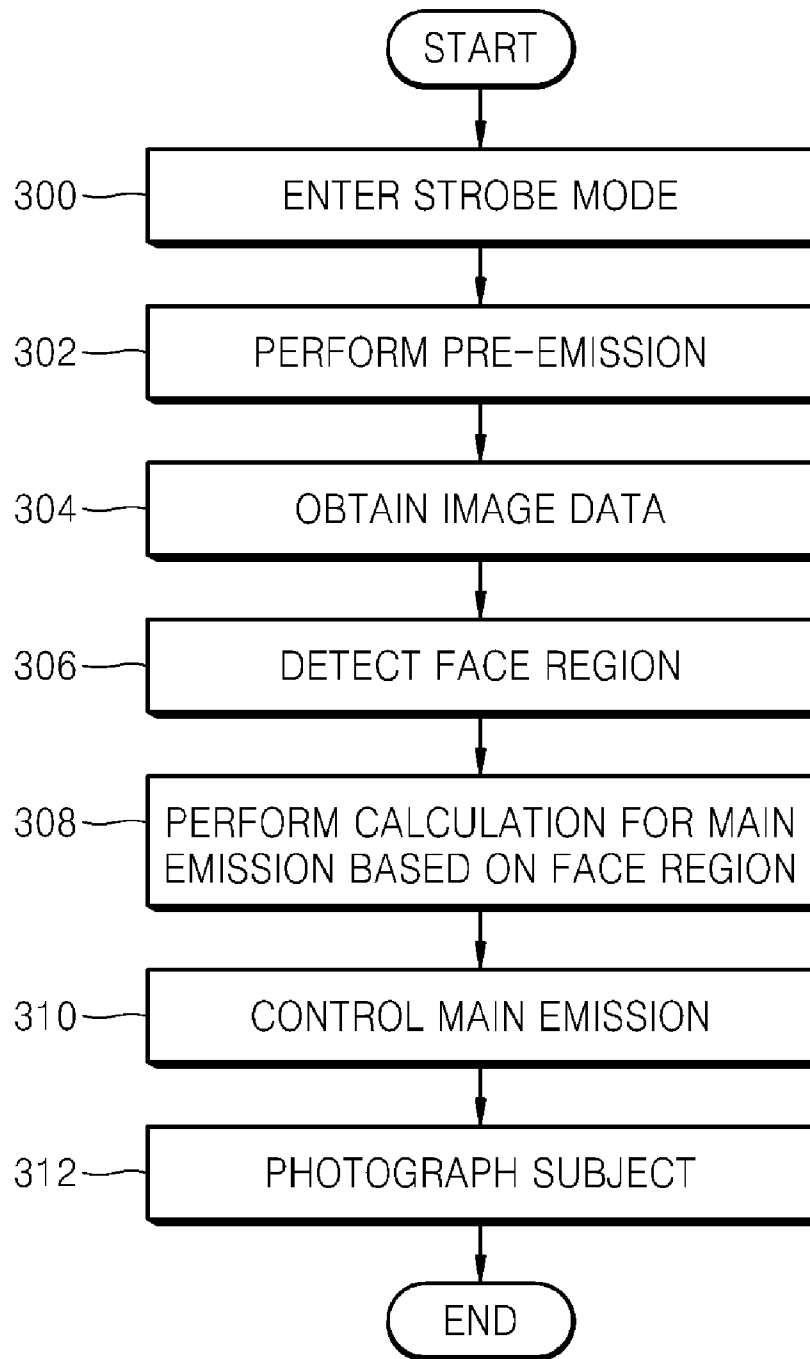 START
300
ENTER STROBE MODE
302
PERFORM PRE-EMISSION
304
OBTAIN IMAGE DATA
306
DETECT FACE REGION
308
PERFORM CALCULATION FOR MAIN
EMISSION BASED ON FACE REGION
310
CONTROL MAIN EMISSION
312
PHOTOGRAPH SUBJECT
END